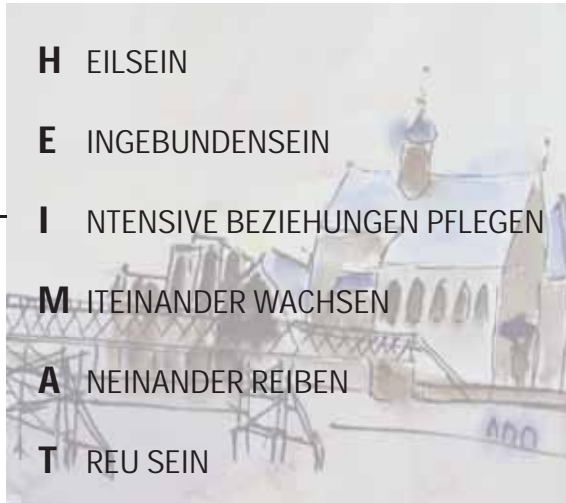 H EILSEIN
E INGEBUNDENSEIN
I NTENSIVE BEZIEHUNGEN PFLEGEN
M ITEINANDER WACHSEN
A NEINANDER REIBEN
T REU SEIN